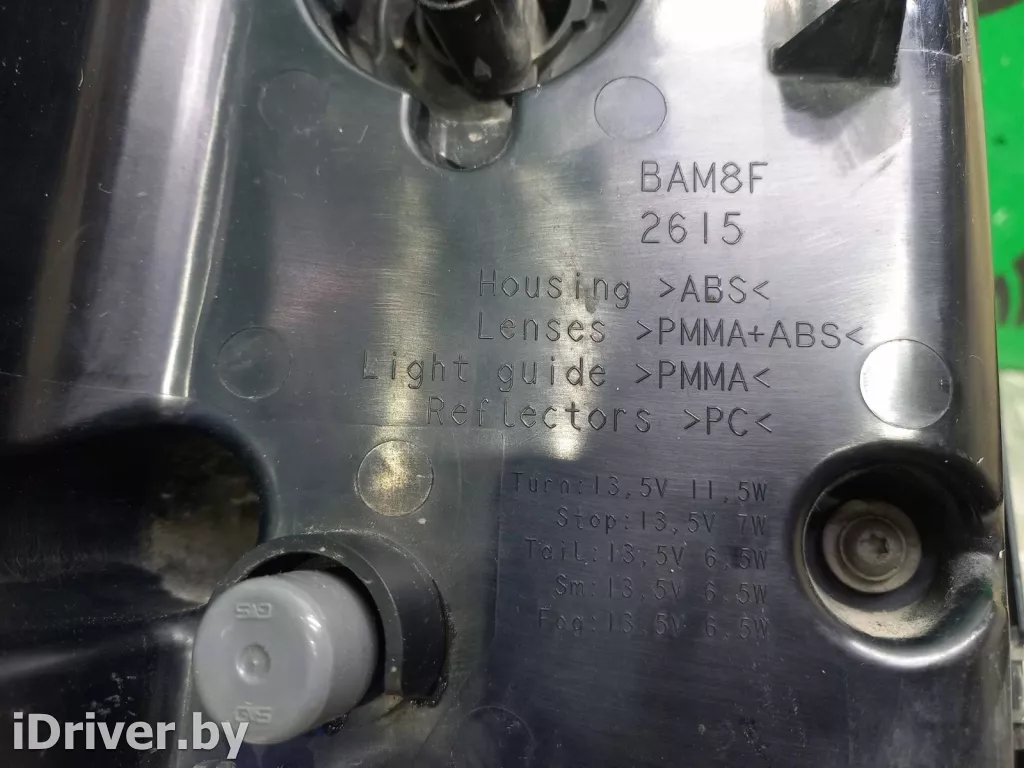 BAM8F
2615
Housing >ABS<
Lenses >PMMA+ABS<
Light guide >PMMA<
Reflectors >PC<
Turn: 13,5V 11,5W
Stop: 13,5V 7W
TaiL: 13,5V 6,5W
Sm: 13,5V 6,5W
Fog: 13,5V 6,5W
iDriver.by